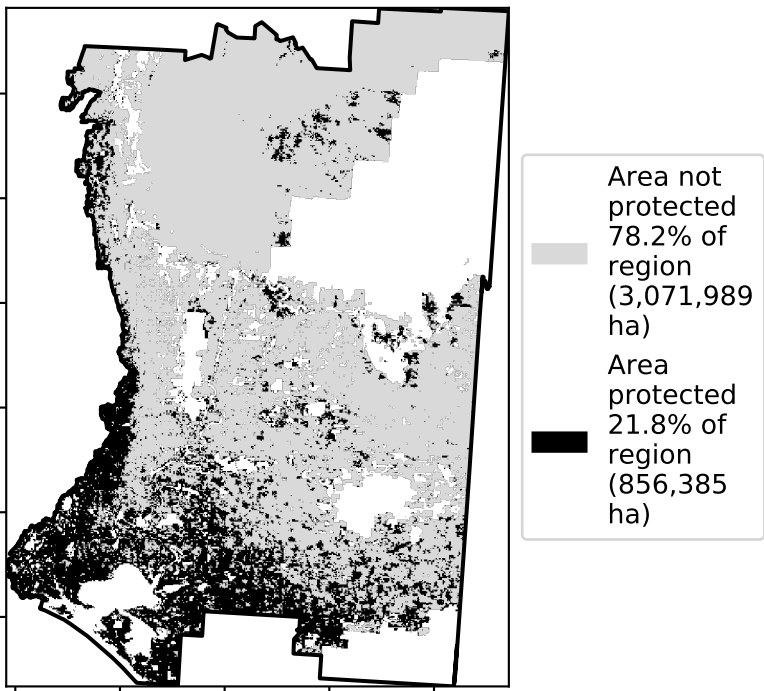 Area not
protected
78.2% of
region
(3,071,989
ha)
Area
protected
21.8% of
region
(856,385
ha)